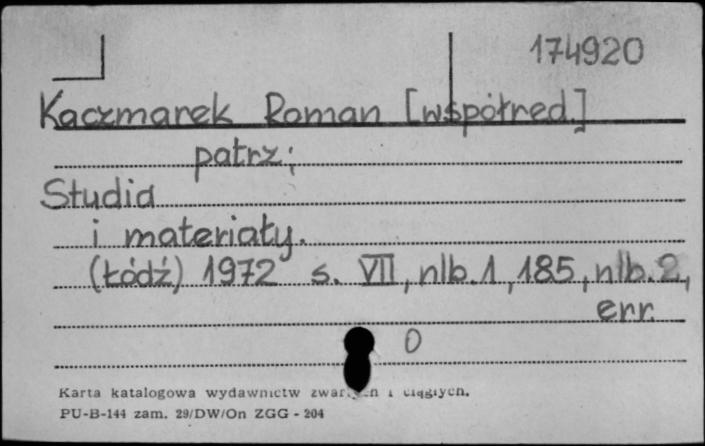 174920
Kaczmarek Roman [współred.]
patrz:
Studia
i materiały.
(Łódź) 1972 s. VII, nlb. 1, 185, nlb. 2,
err.
0
Karta katalogowa wydawnictw i ciągłych.
PU-B-144 zam. 29/DW/On ZGG - 204